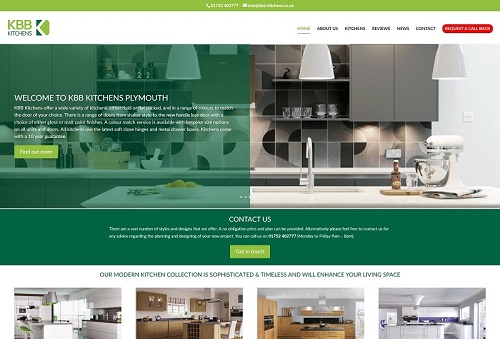 01752 402777 info@kbb-kitchens.co.uk
KBB
KITCHENS
HOME ABOUT US KITCHENS REVIEWS NEWS CONTACT REQUEST A CALL BACK
WELCOME TO KBB KITCHENS PLYMOUTH
KBB Kitchens offer a wide variety of kitchens, either rigid or flat packed, and in a range of colours to match
the door of your choice. There is a range of doors from shaker style to the new handle less door with a
choice of either gloss or matt paint finishes. A colour match service is available with bespoke size options
on all units and doors. All kitchens use the latest soft close hinges and metal drawer boxes. Kitchens come
with a 10 year guarantee.
Find out more
CONTACT US
There are a vast number of styles and designs that we offer. A no obligation price and plan can be provided. Alternatively please feel free to contact us for
any advice regarding the planning and designing of your new project. You can call us on 01752 402777 (Monday to Friday 9am – 8pm).
Get in touch
OUR MODERN KITCHEN COLLECTION IS SOPHISTICATED & TIMELESS AND WILL ENHANCE YOUR LIVING SPACE